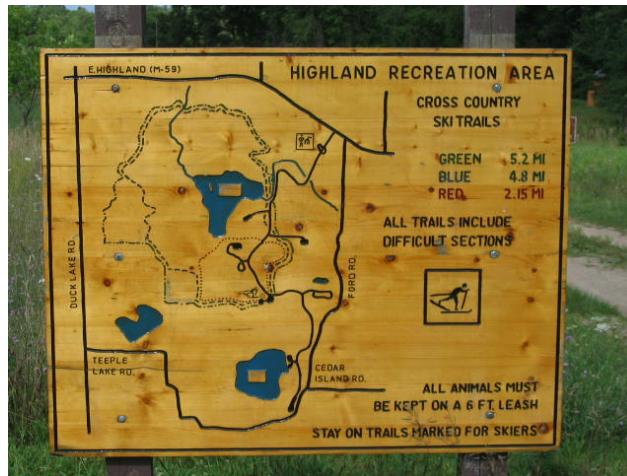 E. HIGHLAND (M-59)
HIGHLAND RECREATION AREA
CROSS COUNTRY
SKI TRAILS
GREEN 5.2 MI
BLUE 4.8 MI
RED 2.15 MI
ALL TRAILS INCLUDE
DIFFICULT SECTIONS
DUCK LAKE RD.
FORD RD.
TEEPLE
LAKE RD.
CEDAR
ISLAND RD.
ALL ANIMALS MUST
BE KEPT ON A 6 FT. LEASH
STAY ON TRAILS MARKED FOR SKIERS